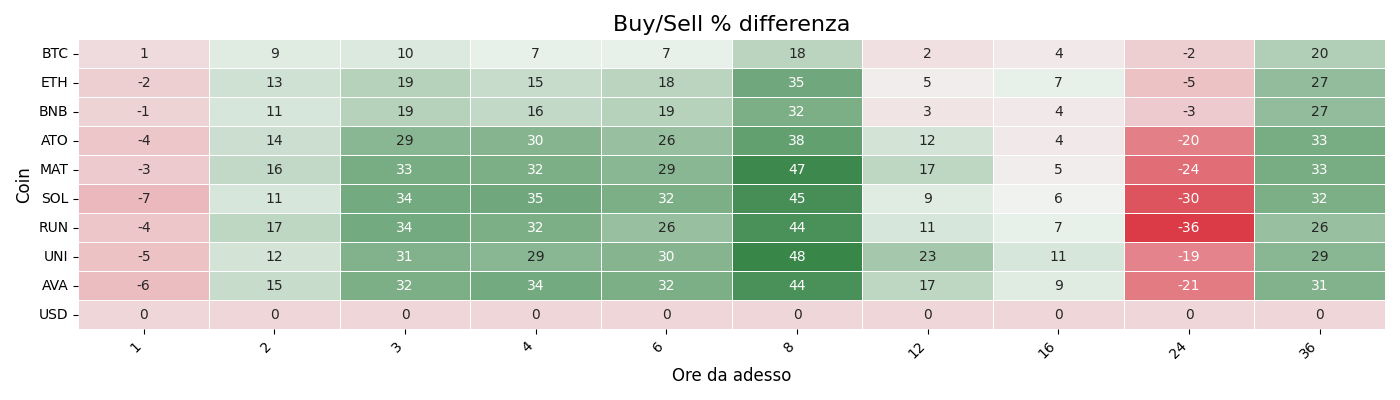 Buy/Sell % differenza
Coin
BTC 1 9 10 7 7 18 2 4 -2 20
ETH -2 13 19 15 18 35 5 7 -5 27
BNB -1 11 19 16 19 32 3 4 -3 27
ATO -4 14 29 30 26 38 12 4 -20 33
MAT -3 16 33 32 29 47 17 5 -24 33
SOL -7 11 34 35 32 45 9 6 -30 32
RUN -4 17 34 32 26 44 11 7 -36 26
UNI -5 12 31 29 30 48 23 11 -19 29
AVA -6 15 32 34 32 44 17 9 -21 31
USD 0 0 0 0 0 0 0 0 0 0
1 2 3 4 6 8 12 16 24 36
Ore da adesso